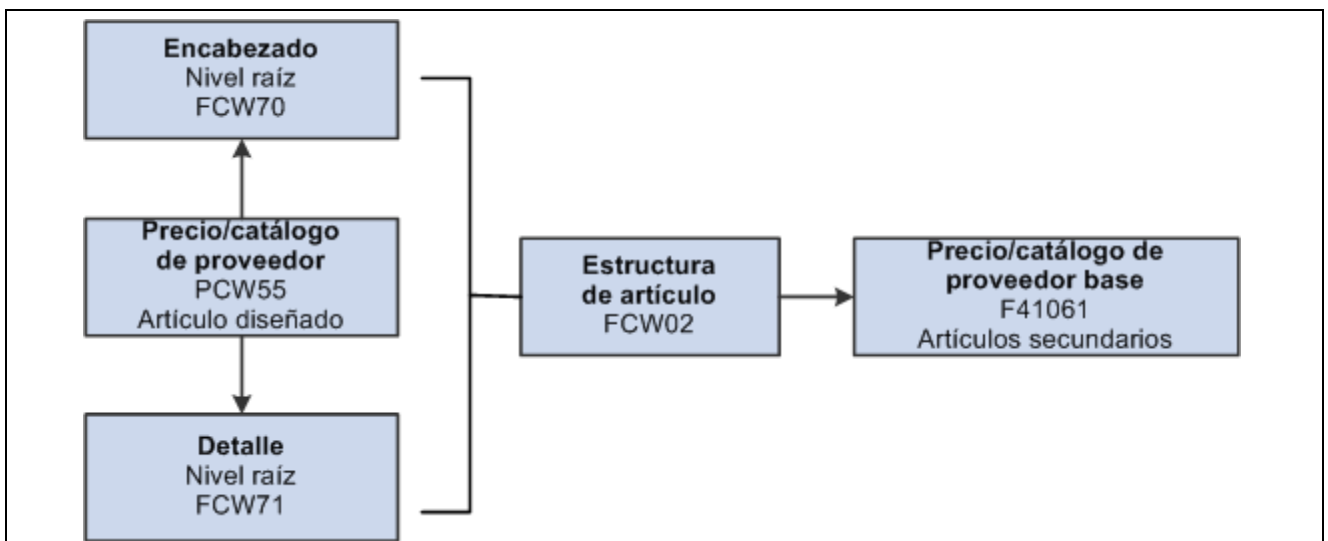 Encabezado
Nivel raíz
FCW70
Precio/catálogo
de proveedor
PCW55
Artículo diseñado
Detalle
Nivel raíz
FCW71
Estructura
de artículo
FCW02
Precio/catálogo de
proveedor base
F41061
Artículos secundarios